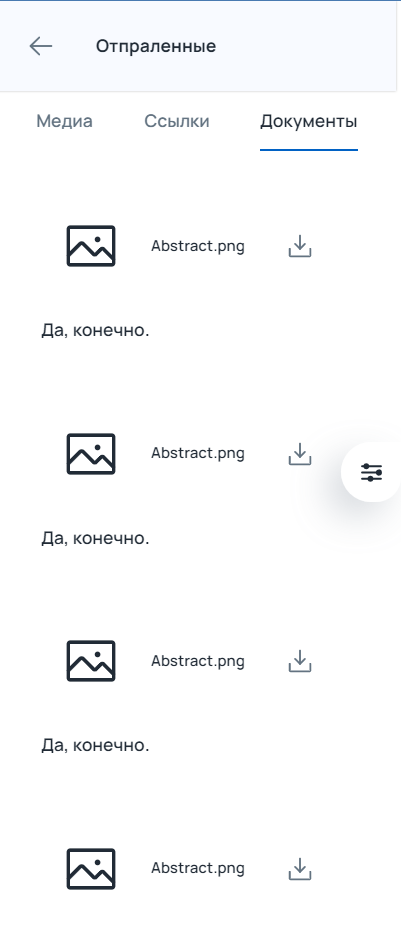 Отпраленные
Медиа Ссылки Документы
Abstract.png
Да, конечно.
Abstract.png
Да, конечно.
Abstract.png
Да, конечно.
Abstract.png